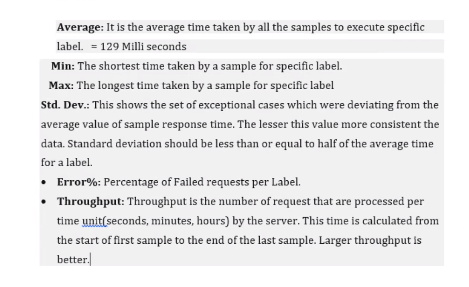 Average: It is the average time taken by all the samples to execute specific
label.  = 129 Milli seconds
Min: The shortest time taken by a sample for specific label.
Max: The longest time taken by a sample for specific label
Std. Dev.: This shows the set of exceptional cases which were deviating from the
average value of sample response time. The lesser this value more consistent the
data. Standard deviation should be less than or equal to half of the average time
for a label.
• Error%: Percentage of Failed requests per Label.
• Throughput: Throughput is the number of request that are processed per
time unit(seconds, minutes, hours) by the server. This time is calculated from
the start of first sample to the end of the last sample. Larger throughput is
better.